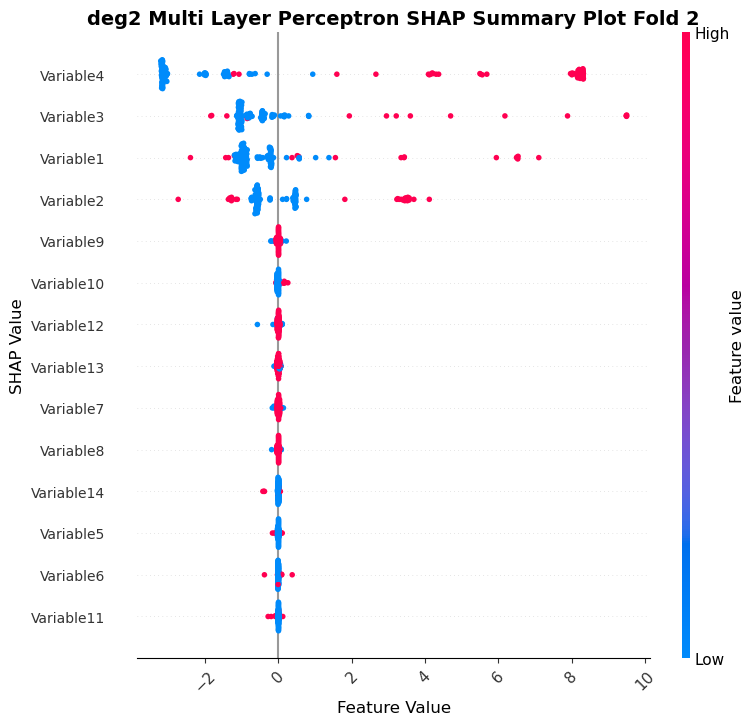 deg2 Multi Layer Perceptron SHAP Summary Plot Fold 2
High
Variable4
Variable3
Variable1
Variable2
Variable9
Variable10
Variable12
Variable13
Variable7
Variable8
Variable14
Variable5
Variable6
Variable11
SHAP Value
Feature value
Low
−2
0
2
4
6
8
10
Feature Value